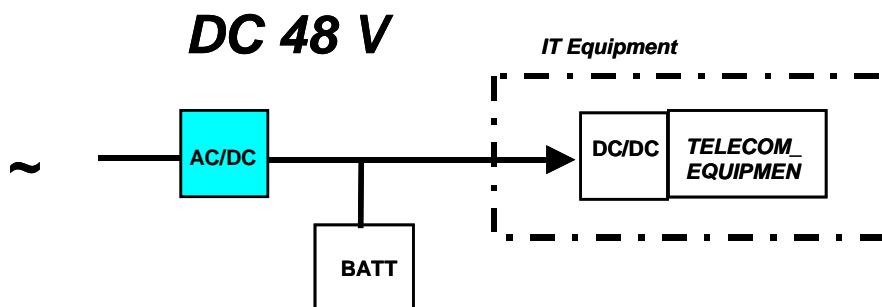 DC 48 V
IT Equipment
~
AC/DC
DC/DC
TELECOM_
EQUIPMEN
BATT